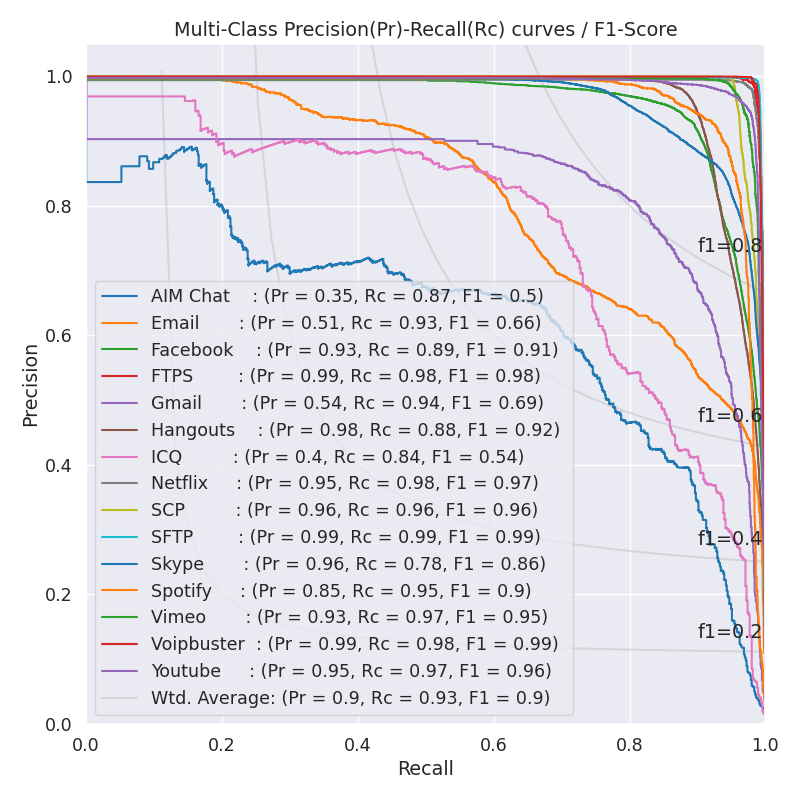 Multi-Class Precision(Pr)-Recall(Rc) curves / F1-Score
1.0
0.8
0.6
0.4
0.2
0.0
Precision
f1=0.8
f1=0.6
f1=0.4
f1=0.2
AIM Chat : (Pr = 0.35, Rc = 0.87, F1 = 0.5)
Email : (Pr = 0.51, Rc = 0.93, F1 = 0.66)
Facebook : (Pr = 0.93, Rc = 0.89, F1 = 0.91)
FTPS : (Pr = 0.99, Rc = 0.98, F1 = 0.98)
Gmail : (Pr = 0.54, Rc = 0.94, F1 = 0.69)
Hangouts : (Pr = 0.98, Rc = 0.88, F1 = 0.92)
ICQ : (Pr = 0.4, Rc = 0.84, F1 = 0.54)
Netflix : (Pr = 0.95, Rc = 0.98, F1 = 0.97)
SCP : (Pr = 0.96, Rc = 0.96, F1 = 0.96)
SFTP : (Pr = 0.99, Rc = 0.99, F1 = 0.99)
Skype : (Pr = 0.96, Rc = 0.78, F1 = 0.86)
Spotify : (Pr = 0.85, Rc = 0.95, F1 = 0.9)
Vimeo : (Pr = 0.93, Rc = 0.97, F1 = 0.95)
Voipbuster : (Pr = 0.99, Rc = 0.98, F1 = 0.99)
Youtube : (Pr = 0.95, Rc = 0.97, F1 = 0.96)
Wtd. Average: (Pr = 0.9, Rc = 0.93, F1 = 0.9)
0.0 0.2 0.4 0.6 0.8 1.0
Recall